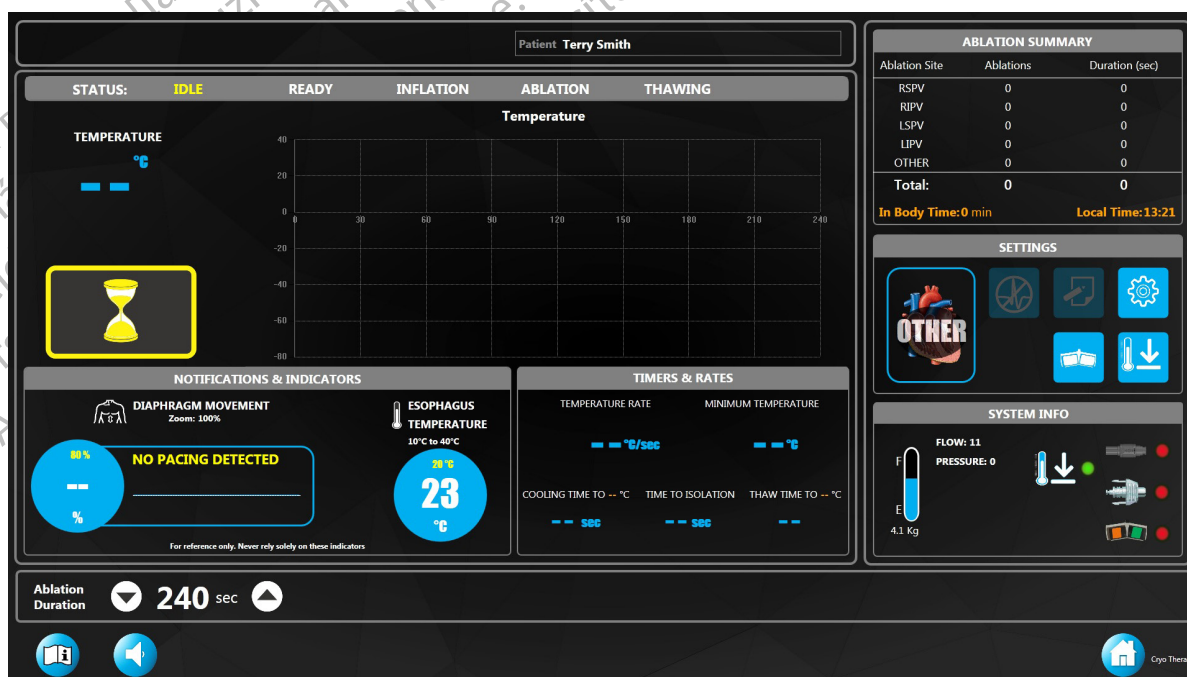 Patient Terry Smith
STATUS: IDLE READY INFLATION ABLATION THAWING
TEMPERATURE
°C
-- --
Temperature
40
20
0
-20
-40
-60
-80
0 30 60 90 120 150 180 210 240
NOTIFICATIONS & INDICATORS
DIAPHRAGM MOVEMENT
Zoom: 100%
80 %
--
%
NO PACING DETECTED
ESOPHAGUS
TEMPERATURE
10°C to 40°C
20 °C
23
°C
For reference only. Never rely solely on these indicators
TIMERS & RATES
TEMPERATURE RATE MINIMUM TEMPERATURE
-- --°C/sec -- --°C
COOLING TIME TO -- °C TIME TO ISOLATION THAW TIME TO -- °C
-- -- sec -- -- sec -- --
ABLATION SUMMARY
Ablation Site Ablations Duration (sec)
RSPV 0 0
RIPV 0 0
LSPV 0 0
LIPV 0 0
OTHER 0 0
Total: 0 0
In Body Time:0 min Local Time:13:21
SETTINGS
OTHER
SYSTEM INFO
FLOW: 11
PRESSURE: 0
F
E
4.1 Kg
Ablation
Duration
240 sec
Cryo Thera